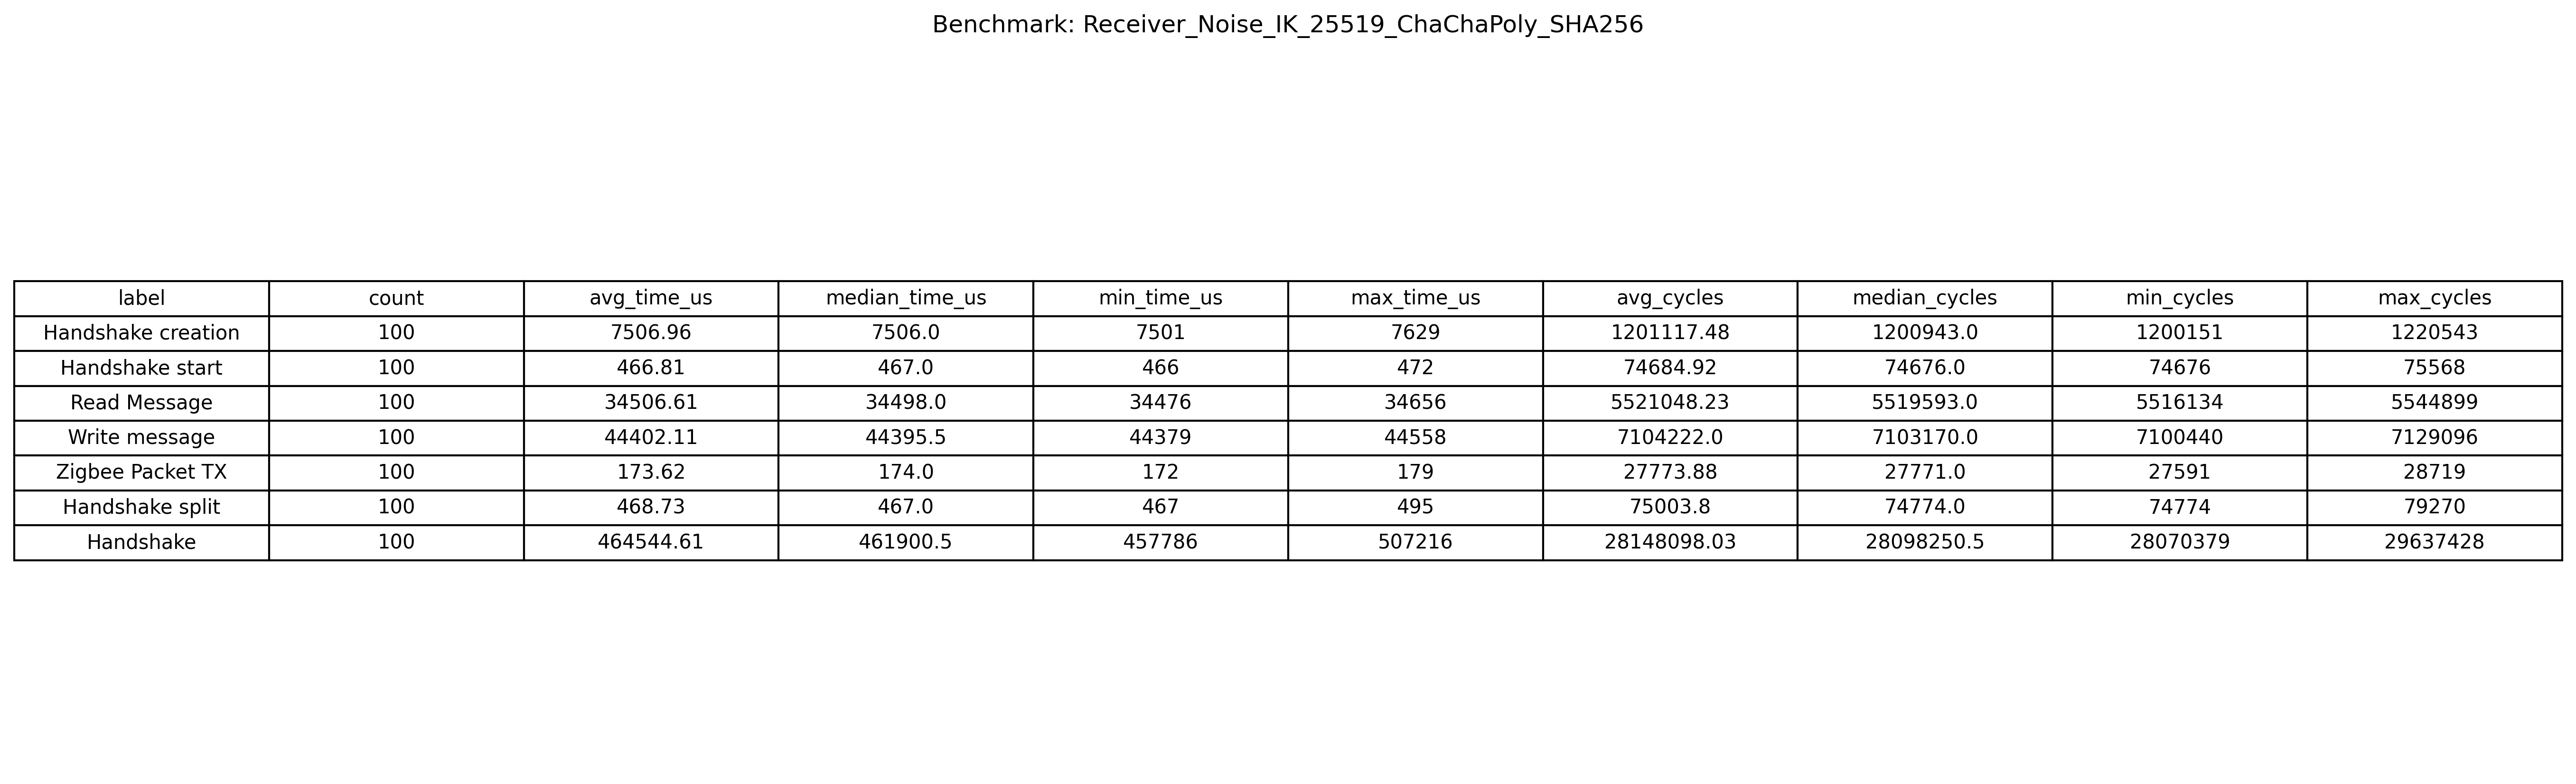 Benchmark: Receiver_Noise_IK_25519_ChaChaPoly_SHA256
label count avg_time_us median_time_us min_time_us max_time_us avg_cycles median_cycles min_cycles max_cycles
Handshake creation 100 7506.96 7506.0 7501 7629 1201117.48 1200943.0 1200151 1220543
Handshake start 100 466.81 467.0 466 472 74684.92 74676.0 74676 75568
Read Message 100 34506.61 34498.0 34476 34656 5521048.23 5519593.0 5516134 5544899
Write message 100 44402.11 44395.5 44379 44558 7104222.0 7103170.0 7100440 7129096
Zigbee Packet TX 100 173.62 174.0 172 179 27773.88 27771.0 27591 28719
Handshake split 100 468.73 467.0 467 495 75003.8 74774.0 74774 79270
Handshake 100 464544.61 461900.5 457786 507216 28148098.03 28098250.5 28070379 29637428